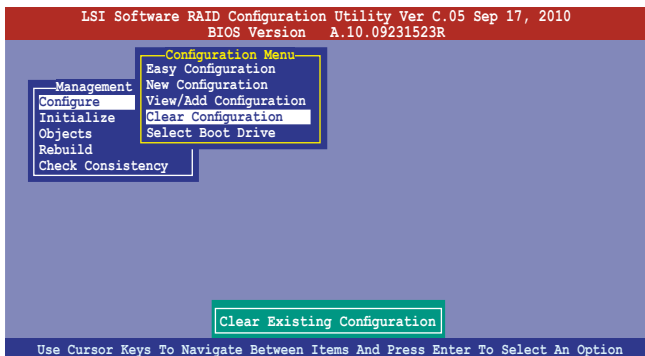 LSI Software RAID Configuration Utility Ver C.05 Sep 17, 2010
BIOS Version A.10.09231523R
Configuration Menu
Easy Configuration
New Configuration
View/Add Configuration
Clear Configuration
Select Boot Drive
Management
Configure
Initialize
Objects
Rebuild
Check Consistency
Clear Existing Configuration
Use Cursor Keys To Navigate Between Items And Press Enter To Select An Option